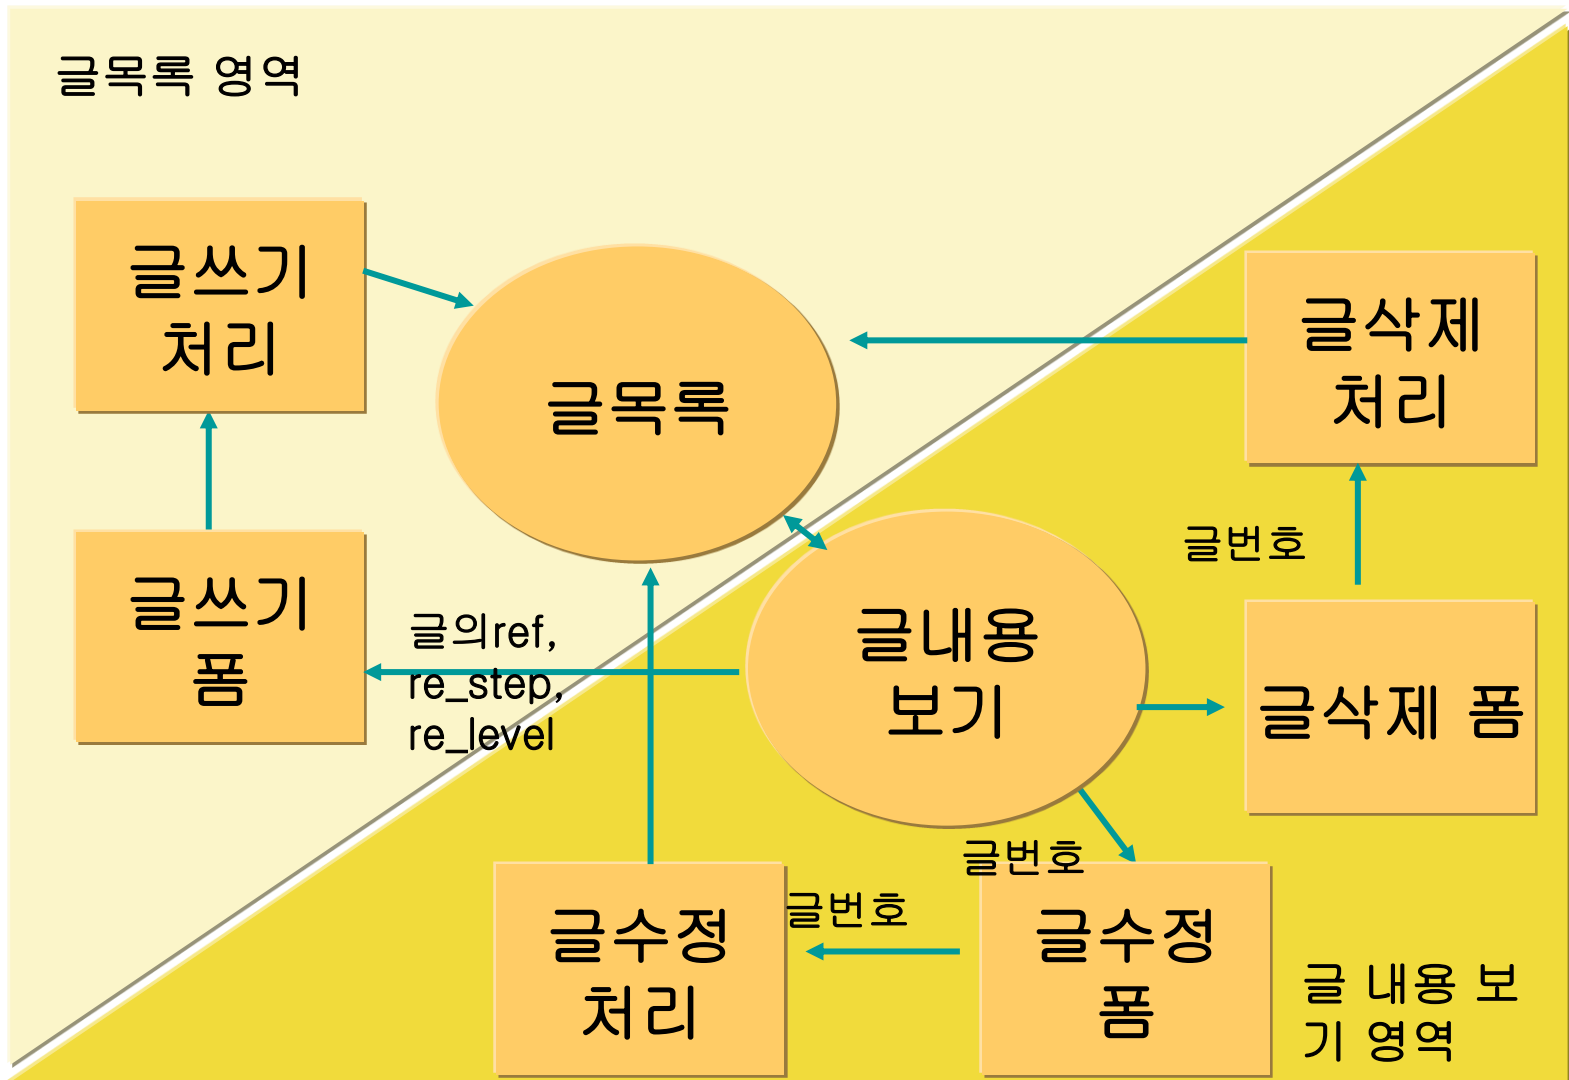 글목록 영역
글쓰기
처리
글목록
글삭제
처리
글번호
글쓰기
폼
글의ref,
re_step,
re_level
글내용
보기
글삭제 폼
글번호
글번호
글수정
처리
글수정
폼
글 내용 보
기 영역